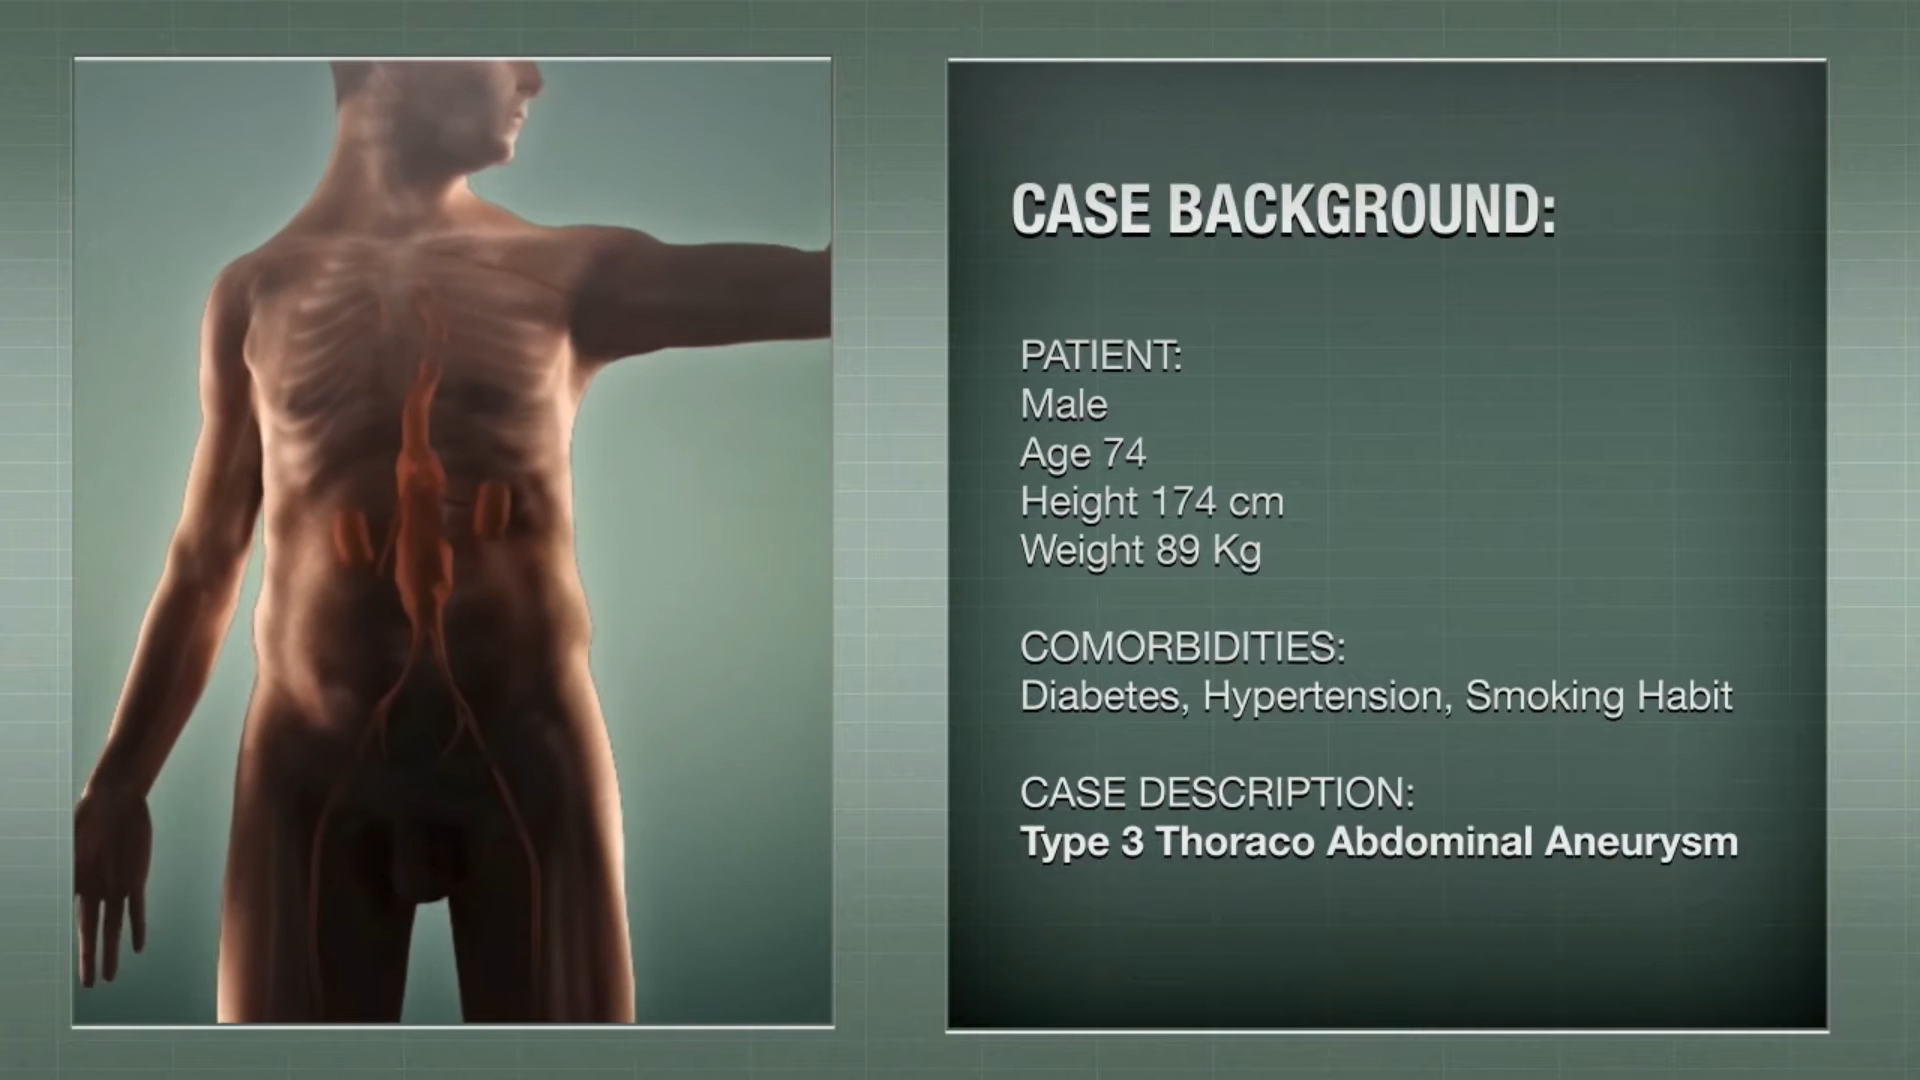 CASE BACKGROUND:
PATIENT:
Male
Age 74
Height 174 cm
Weight 89 Kg
COMORBIDITIES:
Diabetes, Hypertension, Smoking Habit
CASE DESCRIPTION:
Type 3 Thoraco Abdominal Aneurysm